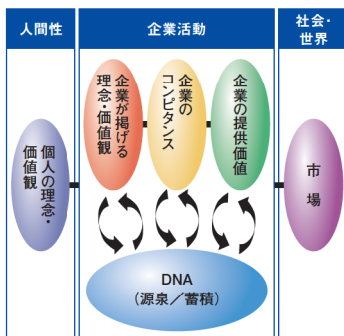 人間性
企業活動
社会・
世界
個人の理念・
価値観
企業が掲げる
理念・価値観
企業の
コンピタンス
企業の提供価値
市場
DNA
（源泉／蓄積）